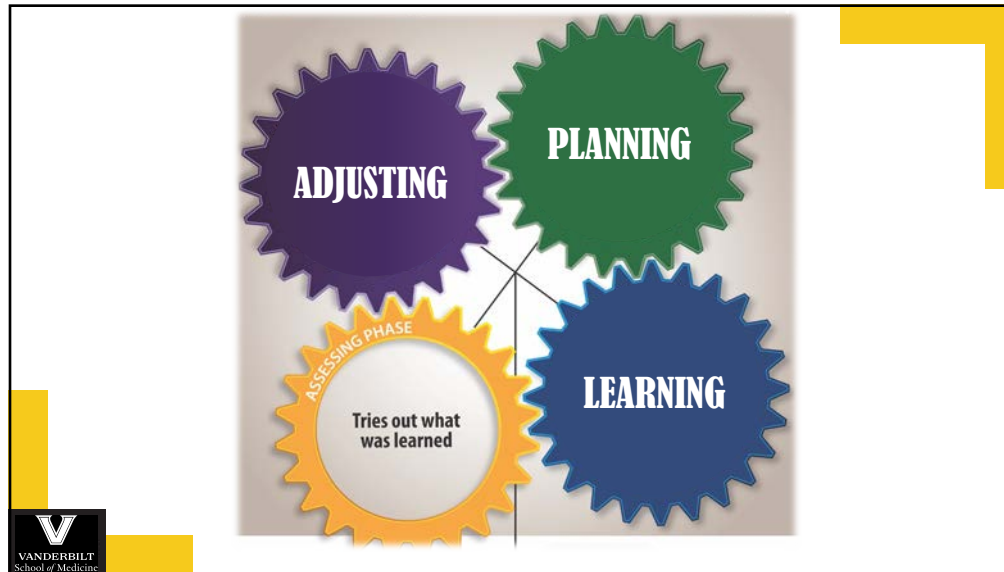 ADJUSTING
PLANNING
ASSESSING PHASE
Tries out what
was learned
LEARNING
V
VANDERBILT
School of Medicine